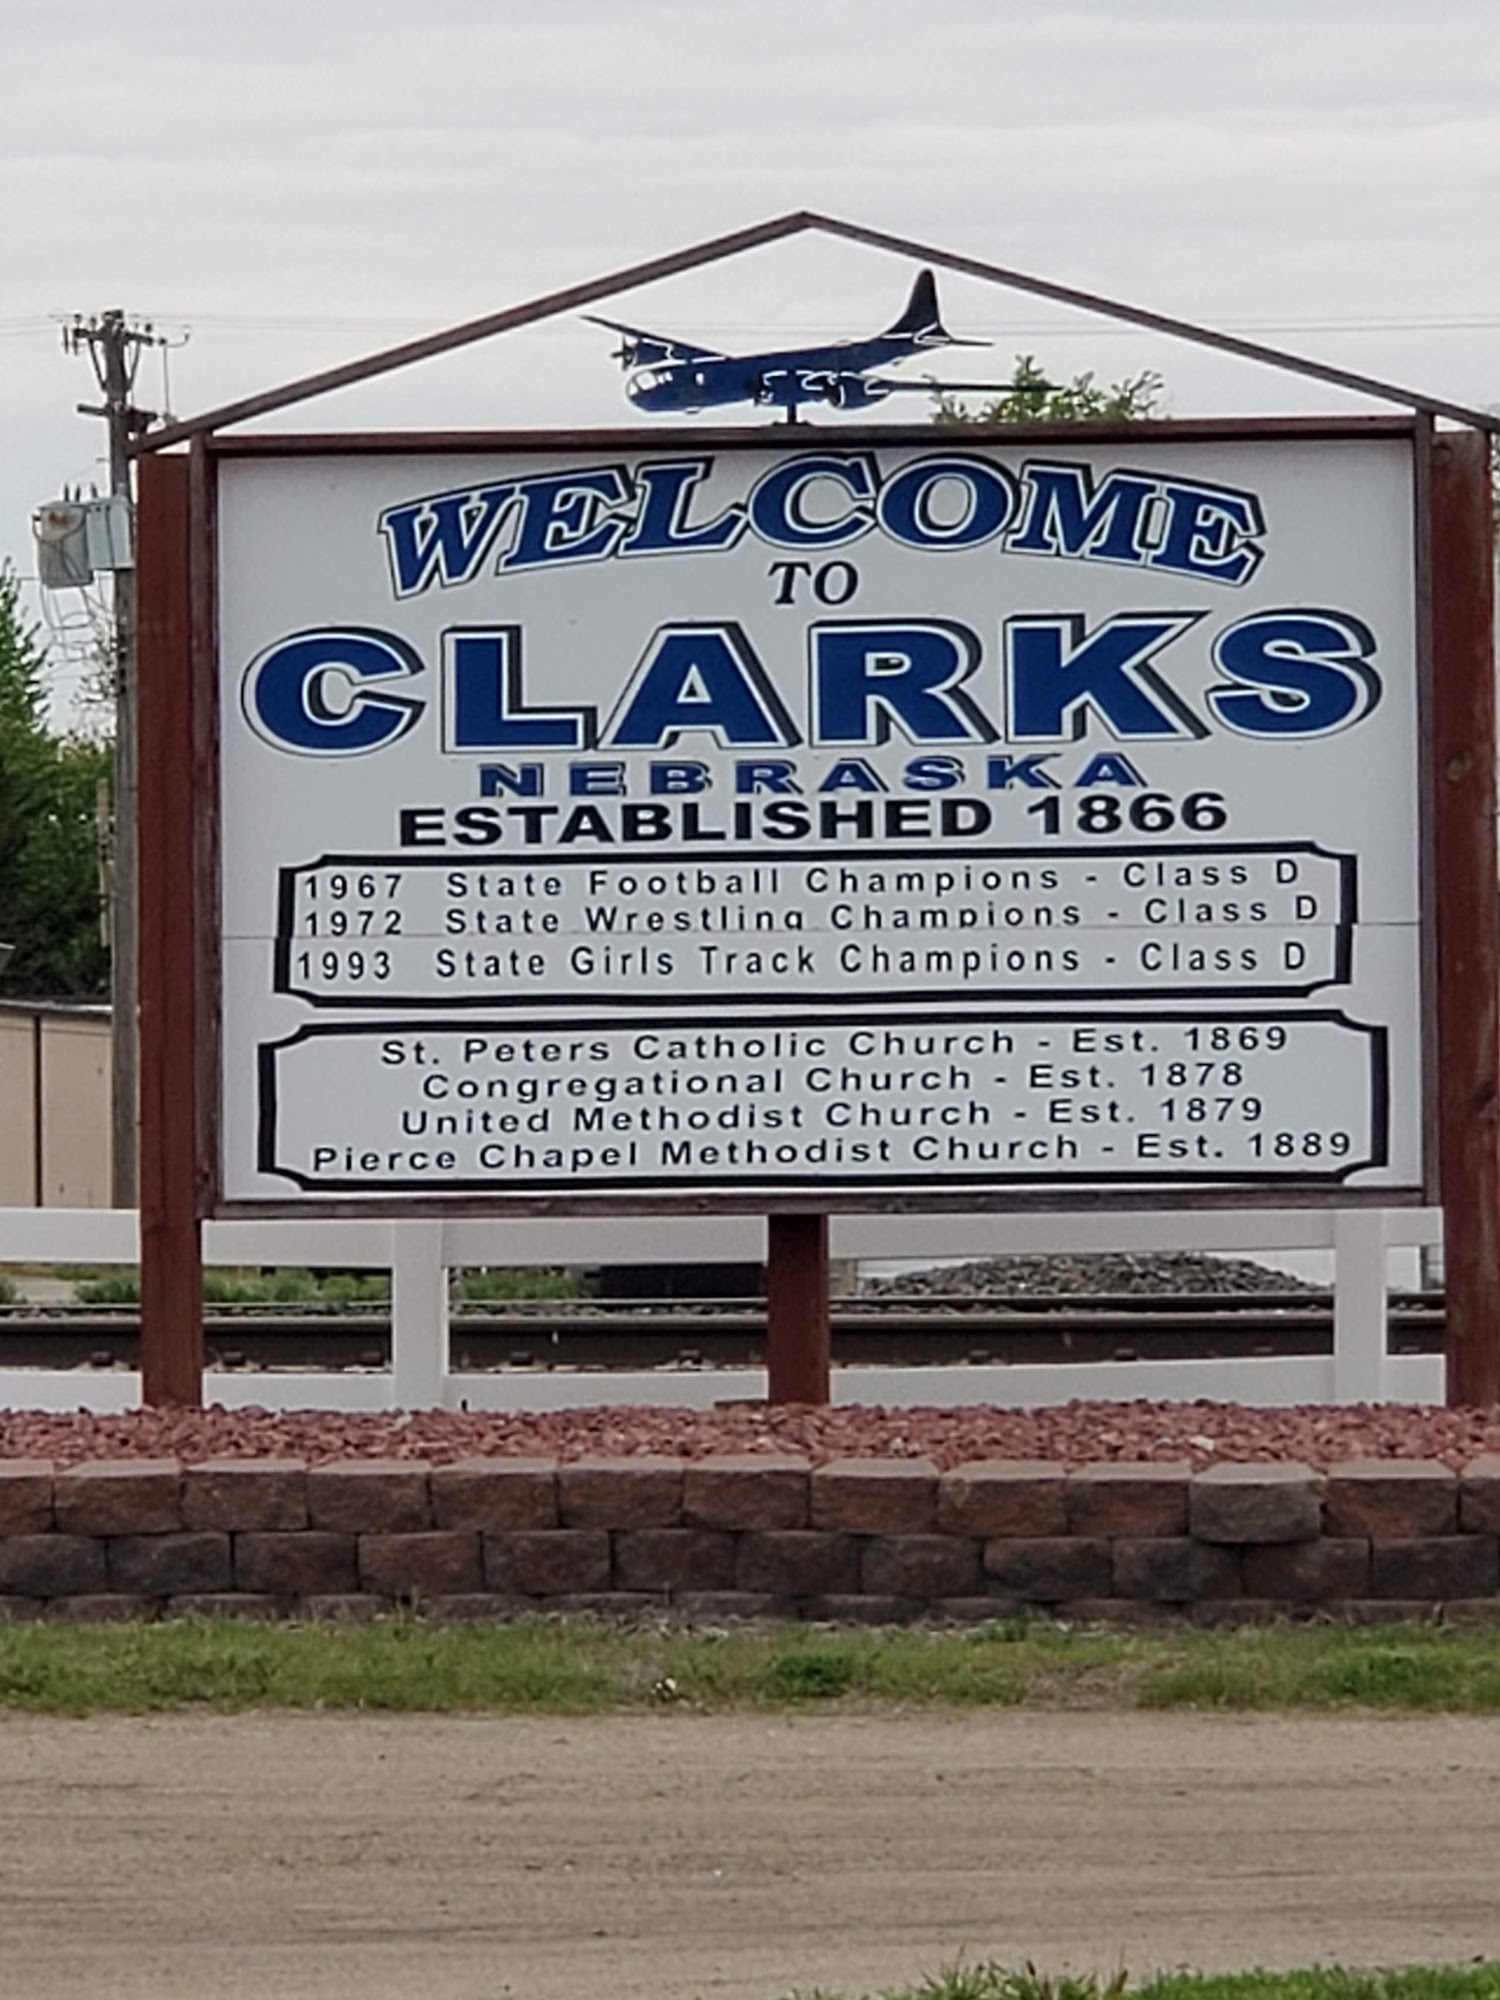 WELCOME
TO
CLARKS
NEBRASKA
ESTABLISHED 1866
1967 State Football Champions - Class D
1972 State Wrestling Champions - Class D
1993 State Girls Track Champions - Class D
St. Peters Catholic Church - Est. 1869
Congregational Church - Est. 1878
United Methodist Church - Est. 1879
Pierce Chapel Methodist Church - Est. 1889